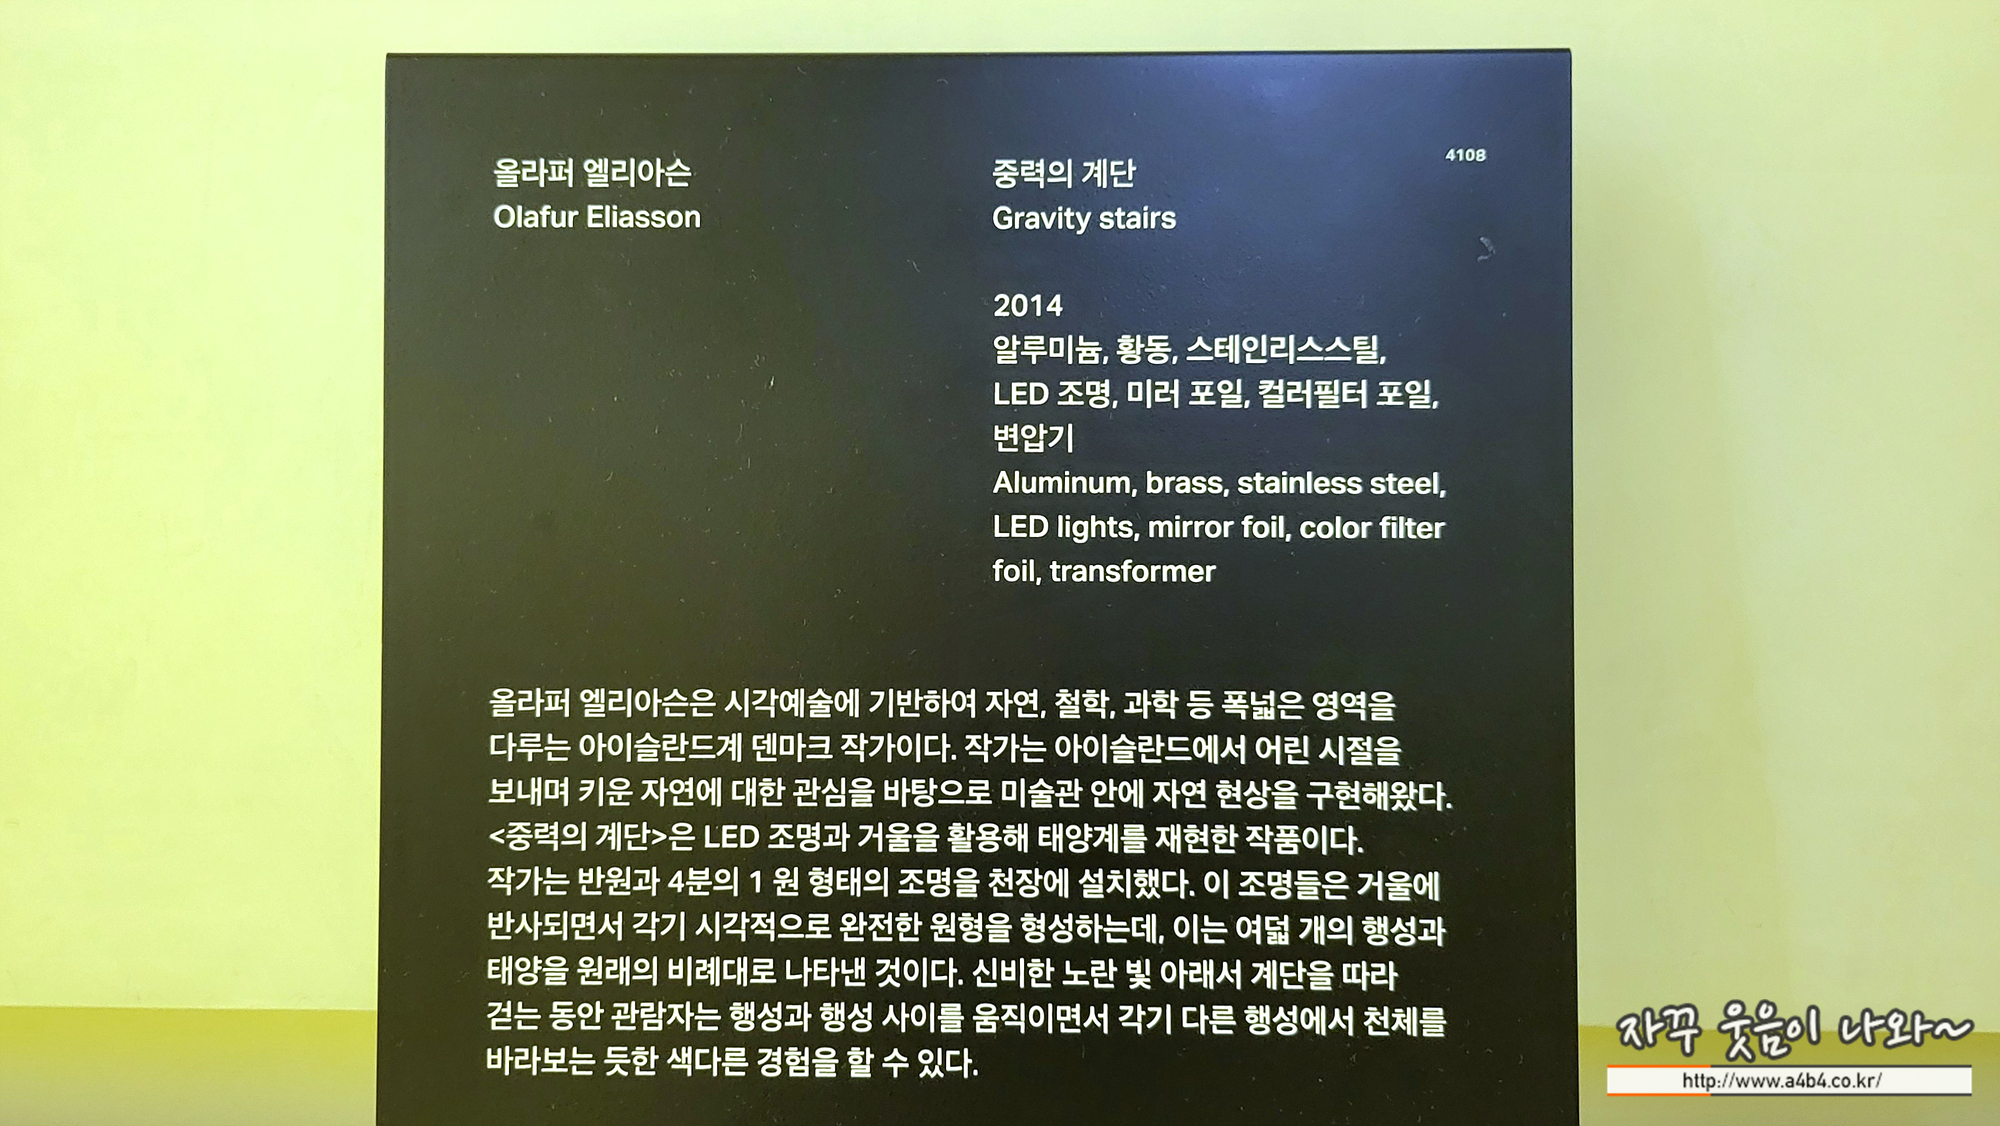 올라퍼 엘리아슨
Olafur Eliasson
중력의 계단
Gravity stairs
4108
2014
알루미늄, 황동, 스테인리스스틸,
LED 조명, 미러 포일, 컬러필터 포일,
변압기
Aluminum, brass, stainless steel,
LED lights, mirror foil, color filter
foil, transformer
올라퍼 엘리아슨은 시각예술에 기반하여 자연, 철학, 과학 등 폭넓은 영역을
다루는 아이슬란드계 덴마크 작가이다. 작가는 아이슬란드에서 어린 시절을
보내며 키운 자연에 대한 관심을 바탕으로 미술관 안에 자연 현상을 구현해왔다.
<중력의 계단>은 LED 조명과 거울을 활용해 태양계를 재현한 작품이다.
작가는 반원과 4분의 1 원 형태의 조명을 천장에 설치했다. 이 조명들은 거울에
반사되면서 각기 시각적으로 완전한 원형을 형성하는데, 이는 여덟 개의 행성과
태양을 원래의 비례대로 나타낸 것이다. 신비한 노란 빛 아래서 계단을 따라
걷는 동안 관람자는 행성과 행성 사이를 움직이면서 각기 다른 행성에서 천체를
바라보는 듯한 색다른 경험을 할 수 있다.
자꾸 웃음이 나와~
http://www.a4b4.co.kr/